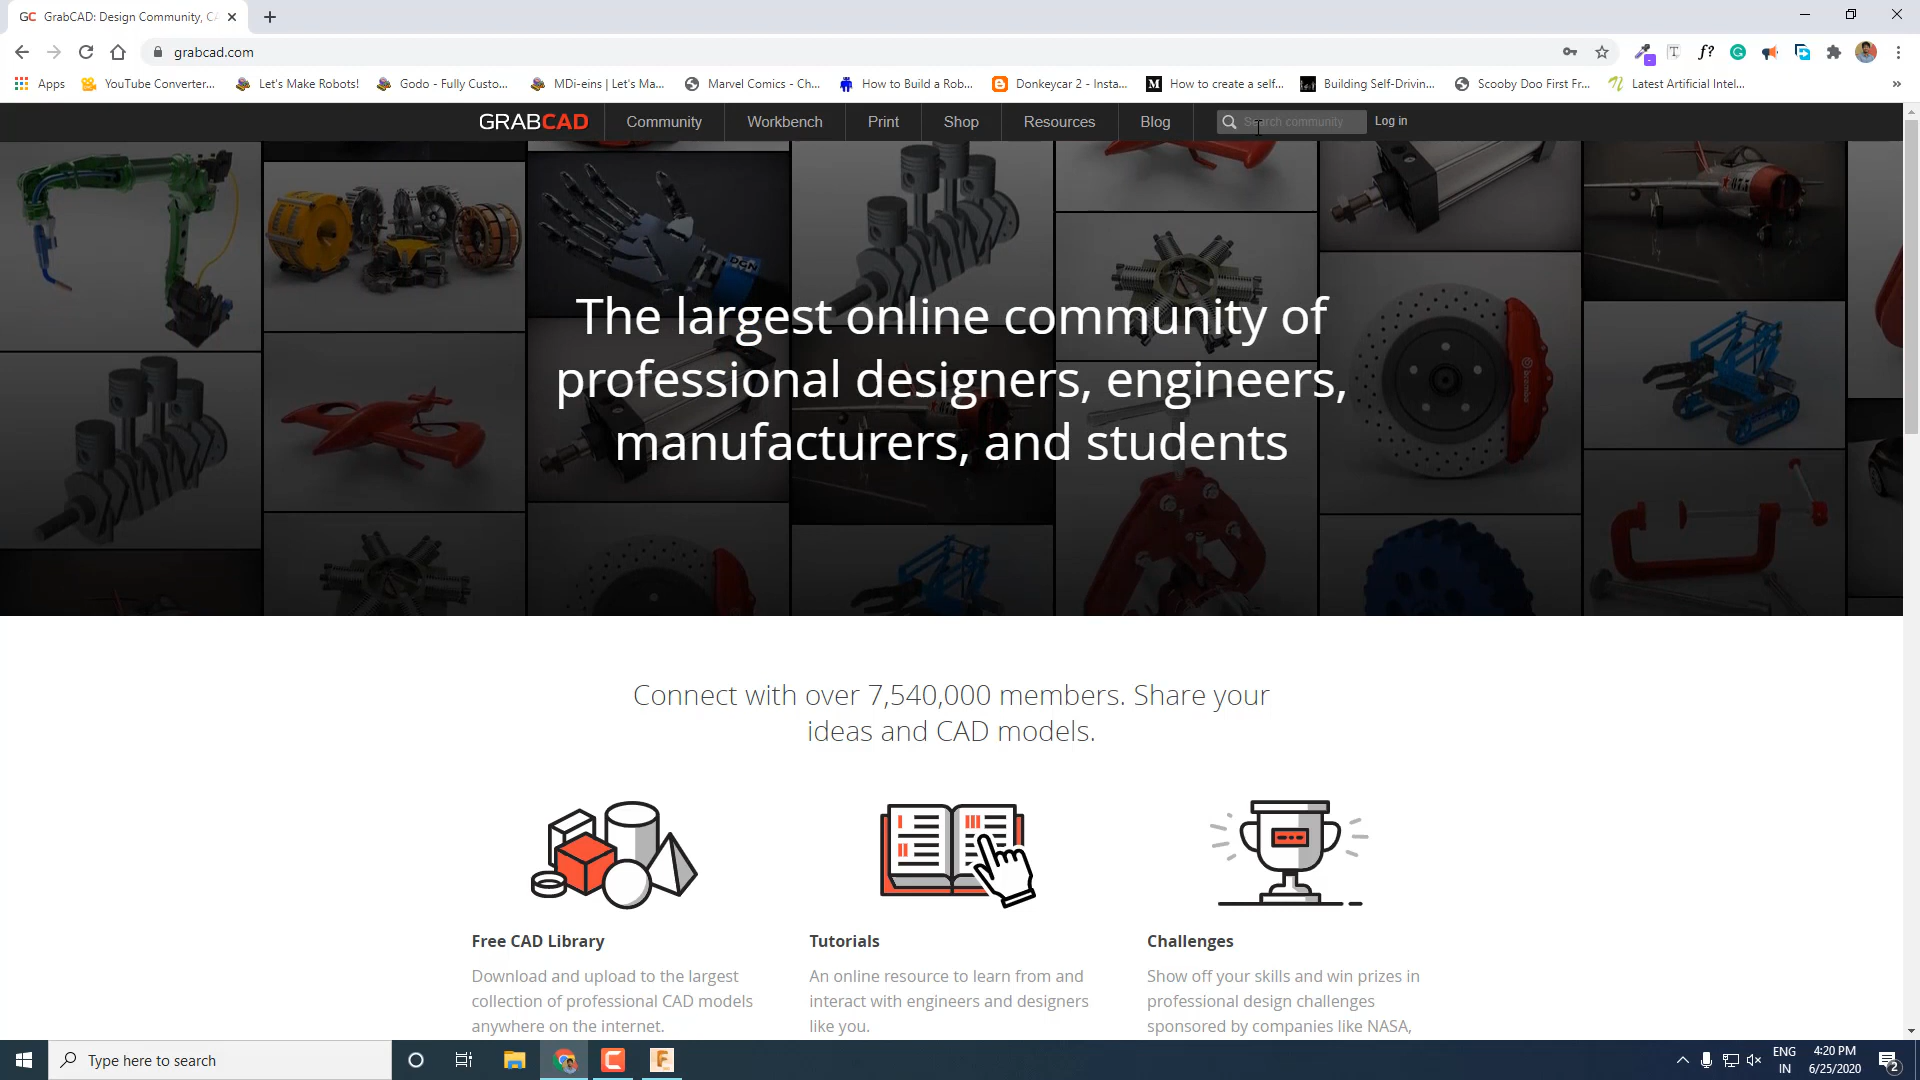 GC GrabCAD: Design Community, CA
grabcad.com
f?
Apps YouTube Converter... Let's Make Robots! Godo - Fully Custo... MDi-eins | Let's Ma... Marvel Comics - Ch... How to Build a Rob... Donkeycar 2 - Insta... How to create a self... Building Self-Drivin... Scooby Doo First Fr... Latest Artificial Intel... »
GRABCAD Community Workbench Print Shop Resources Blog Search community Log in
The largest online community of
professional designers, engineers,
manufacturers, and students
Connect with over 7,540,000 members. Share your
ideas and CAD models.
Free CAD Library
Download and upload to the largest
collection of professional CAD models
anywhere on the internet.
Tutorials
An online resource to learn from and
interact with engineers and designers
like you.
Challenges
Show off your skills and win prizes in
professional design challenges
sponsored by companies like NASA,
Type here to search
ENG
IN
4:20 PM
6/25/2020
2